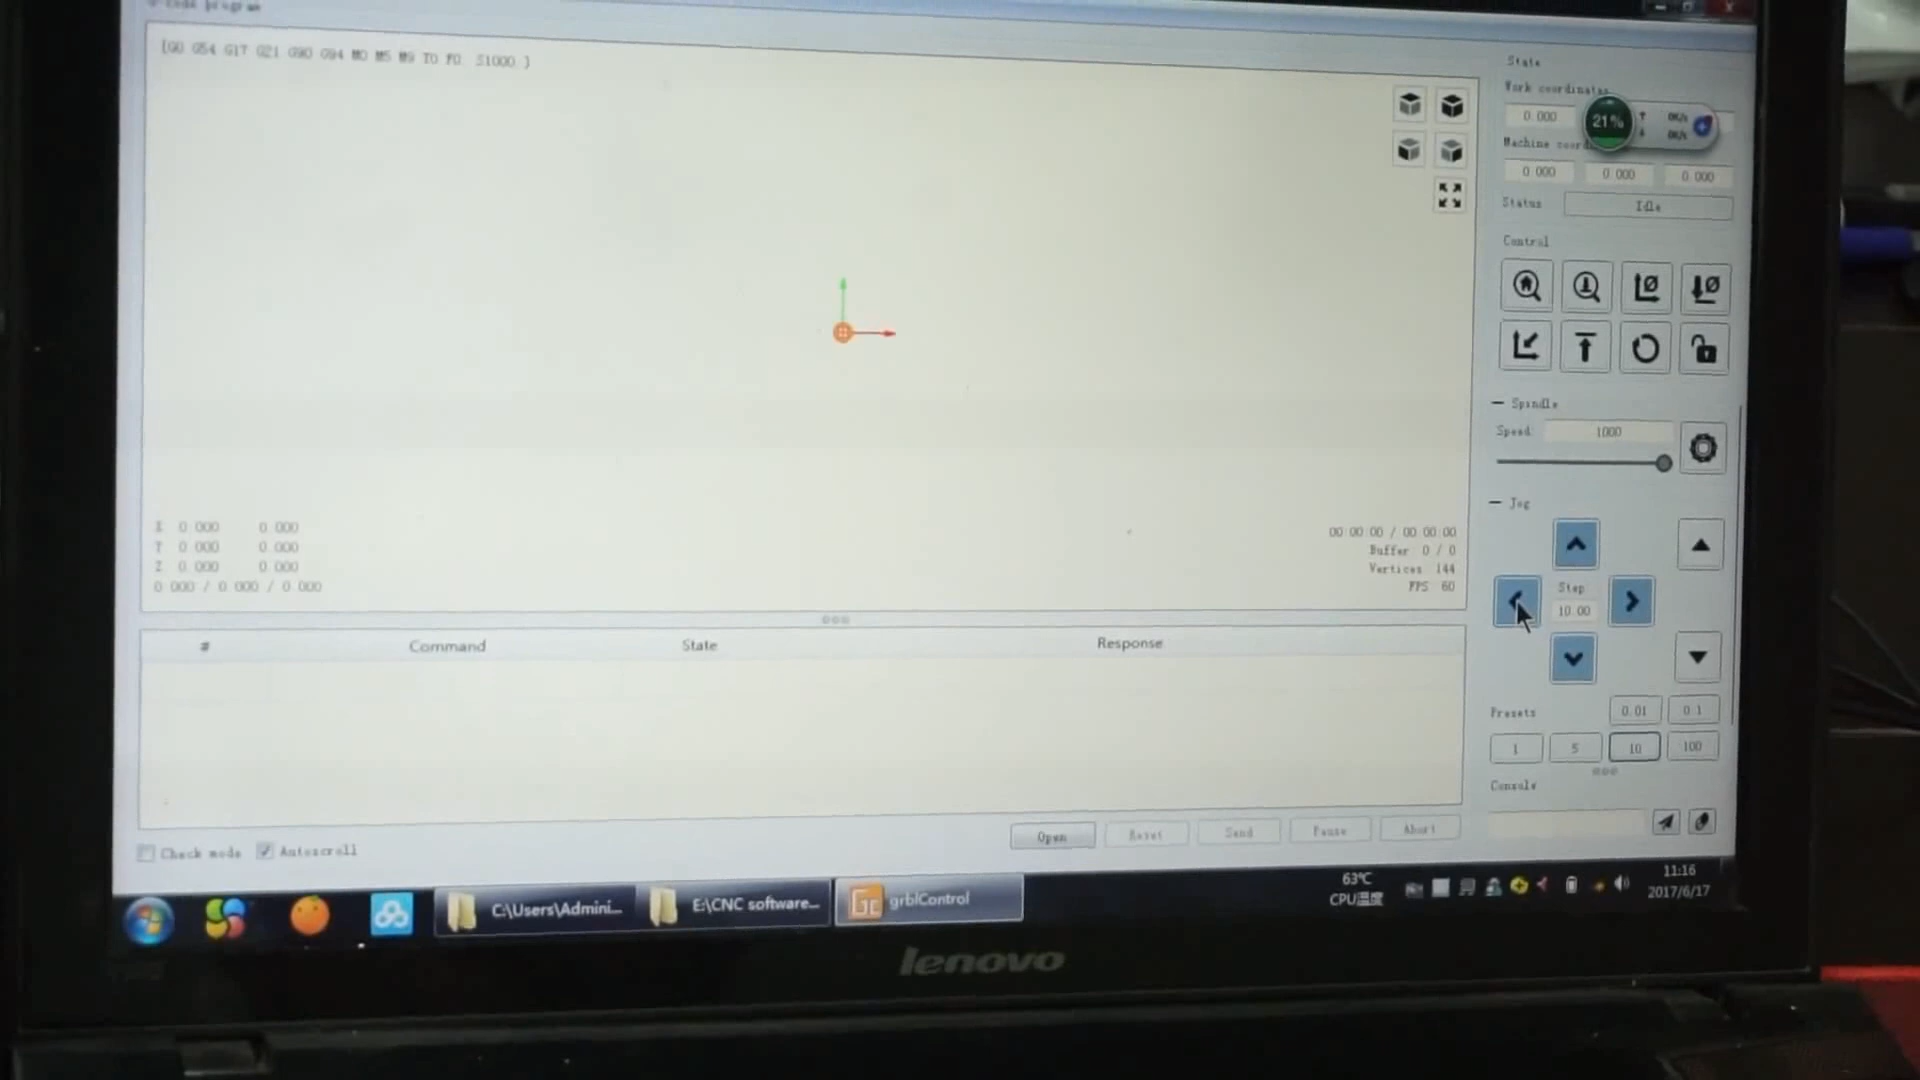 G-code program
[G0 G54 G17 G21 G90 G94 M0 M5 M9 T0 F0. S1000.]
State
Work coordinates
0.000
21%
0K/s
0K/s
Machine coord
0.000 0.000 0.000
Status Idle
Control
Spindle
Speed: 1000
Jog
Step
10.00
Presets 0.01 0.1
1 5 10 100
Console
X 0.000 0.000
Y 0.000 0.000
Z 0.000 0.000
0.000 / 0.000 / 0.000
00:00:00 / 00:00:00
Buffer 0 / 0
Vertices 144
FPS 60
# Command State Response
Check mode Autoscroll
Open Reset Send Pause Abort
C:\Users\Admini...
E:\CNC software...
grblControl
63℃
CPU温度
11:16
2017/6/17
lenovo